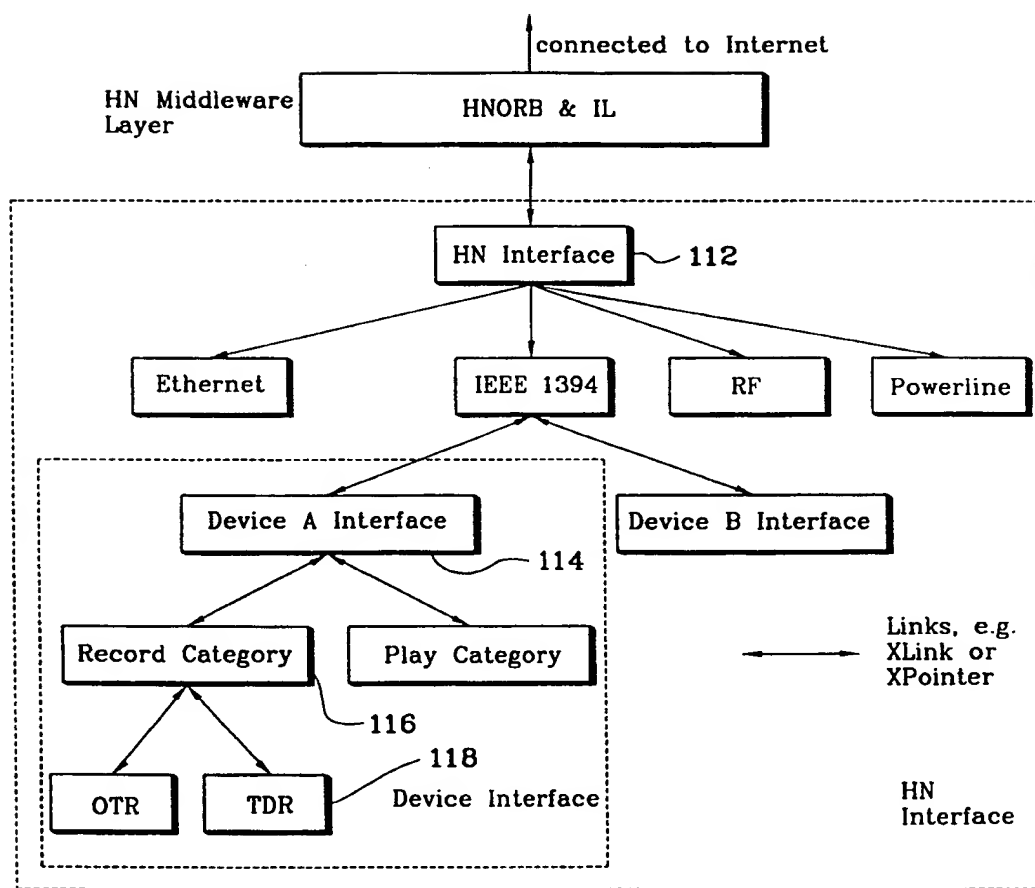 connected to Internet
HN Middleware
Layer
HNORB & IL
HN Interface
112
Ethernet
IEEE 1394
RF
Powerline
Device A Interface
Device B Interface
114
Record Category
Play Category
Links, e.g.
XLink or
XPointer
116
118
OTR
TDR
Device Interface
HN
Interface